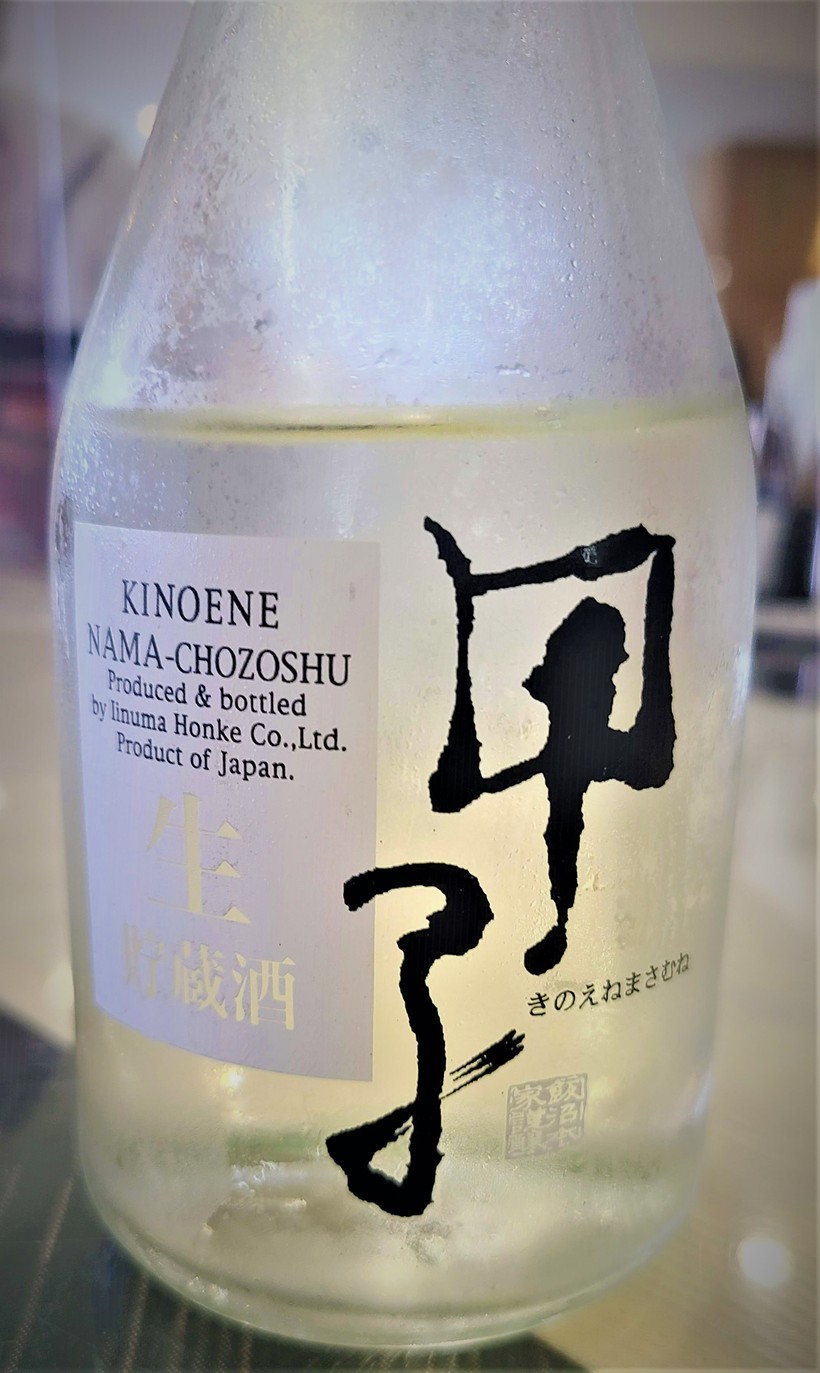 KINOENE
NAMA-CHOZOSHU
Produced & bottled
by Iinuma Honke Co.,Ltd.
Product of Japan.
生
貯蔵酒
甲子
きのえねまさむね